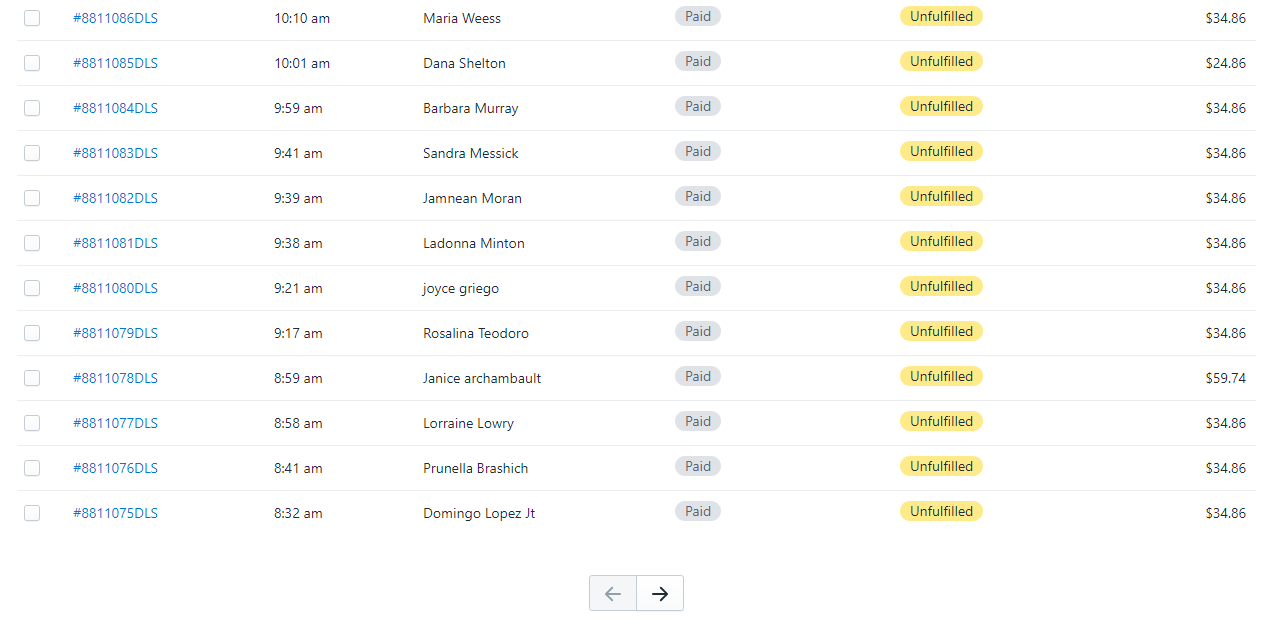 #8811086DLS 10:10 am Maria Weess Paid Unfulfilled $34.86
#8811085DLS 10:01 am Dana Shelton Paid Unfulfilled $24.86
#8811084DLS 9:59 am Barbara Murray Paid Unfulfilled $34.86
#8811083DLS 9:41 am Sandra Messick Paid Unfulfilled $34.86
#8811082DLS 9:39 am Jamnean Moran Paid Unfulfilled $34.86
#8811081DLS 9:38 am Ladonna Minton Paid Unfulfilled $34.86
#8811080DLS 9:21 am joyce griego Paid Unfulfilled $34.86
#8811079DLS 9:17 am Rosalina Teodoro Paid Unfulfilled $34.86
#8811078DLS 8:59 am Janice archambault Paid Unfulfilled $59.74
#8811077DLS 8:58 am Lorraine Lowry Paid Unfulfilled $34.86
#8811076DLS 8:41 am Prunella Brashich Paid Unfulfilled $34.86
#8811075DLS 8:32 am Domingo Lopez Jt Paid Unfulfilled $34.86